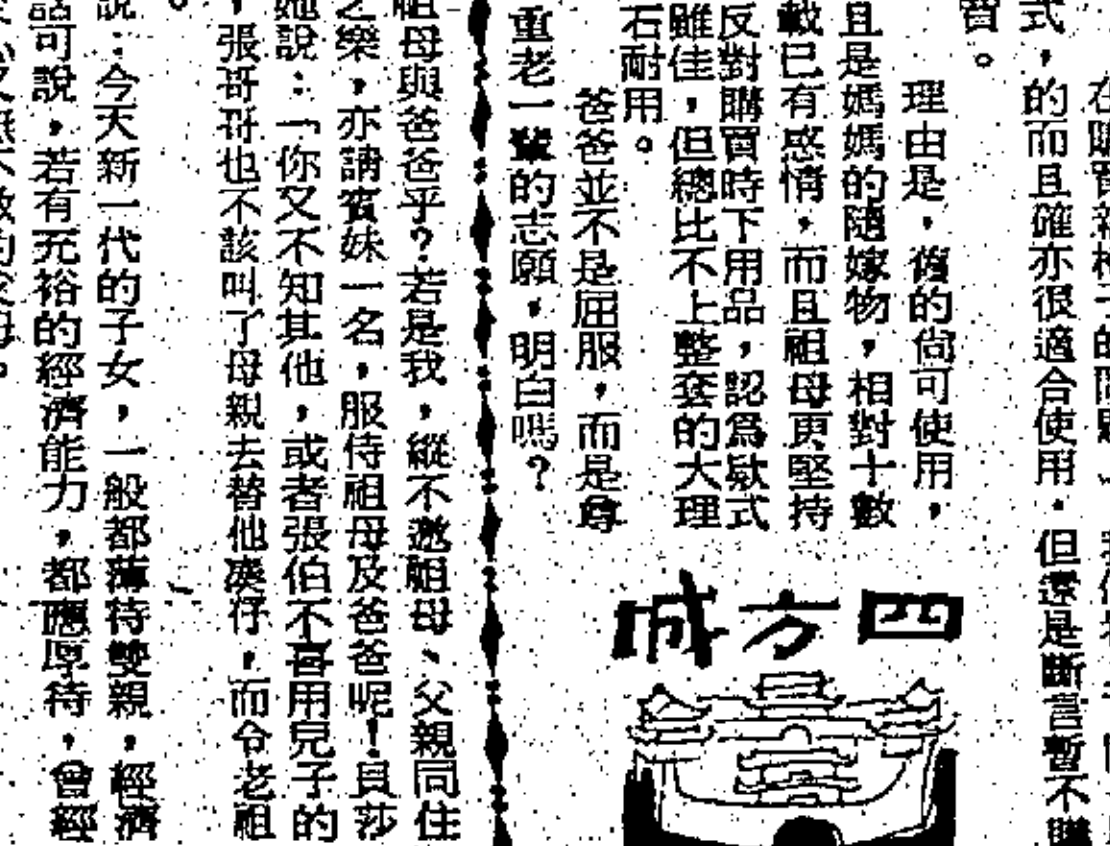 式,的而且確亦很適合使用.但還是斷言暫不購
買。
理由是,舊的尚可使用,
且是媽媽的隨嫁物,相對十數
載已有感情,而且祖母更堅持
反對購買時下用品,認為欵式
雖佳,但總比不上整套的大理
石耐用。
爸爸並不是屈服,而是尊
重老一輩的志願,明白嗎?
四方城
祖母與爸爸乎?若是我,縱不邀祖母、父親同住
之樂,亦請賓妹一名,服侍祖母及爸爸呢!貝莎
她說:「你又不知其他,或者張伯不喜用兒子的
,張哥哥也不該叫了母親去替他凑仔,而令老祖
說:今天新一代的子女,一般都薄待雙親,經濟
話可說,若有充裕的經濟能力,都應厚待,曾經